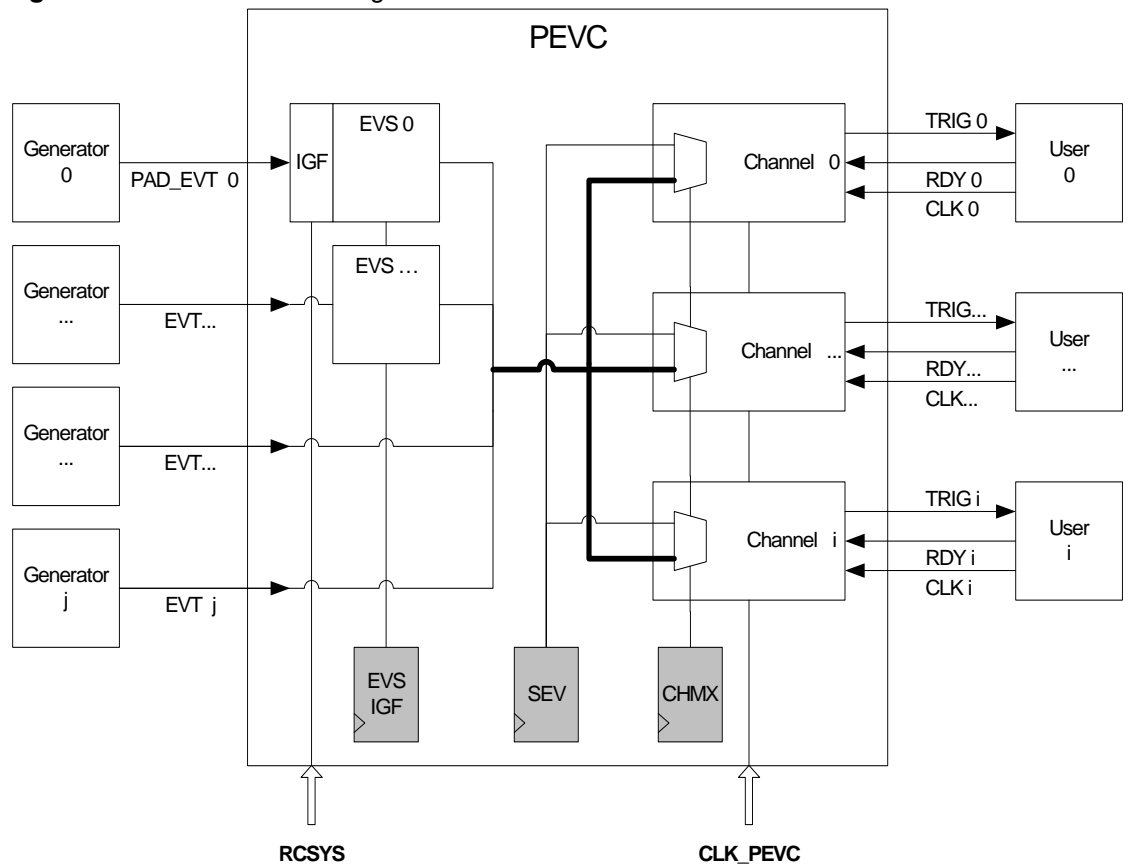 PEVC
Generator
0
PAD_EVT 0
IGF
EVS 0
Channel 0
TRIG 0
RDY 0
CLK 0
User
0
Generator
...
EVT...
EVS ...
Channel ...
TRIG...
RDY...
CLK...
User
...
Generator
...
EVT...
Generator
j
EVT j
Channel i
TRIG i
RDY i
CLK i
User
i
EVS
IGF
SEV
CHMX
RCSYS
CLK_PEVC